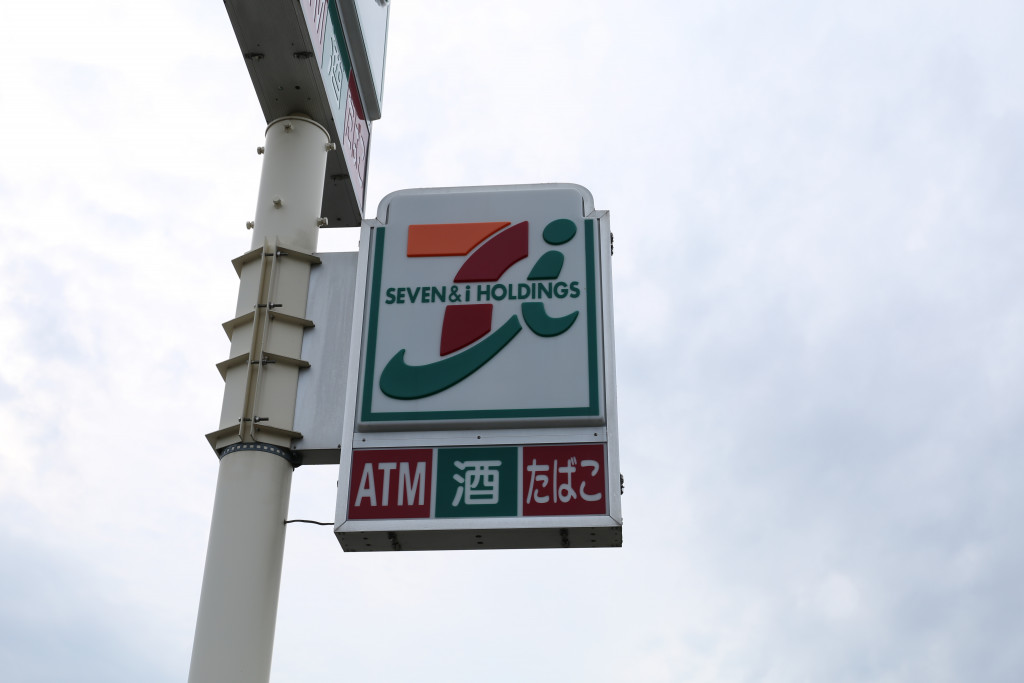 SEVEN & i HOLDINGS
ATM 酒 たばこ